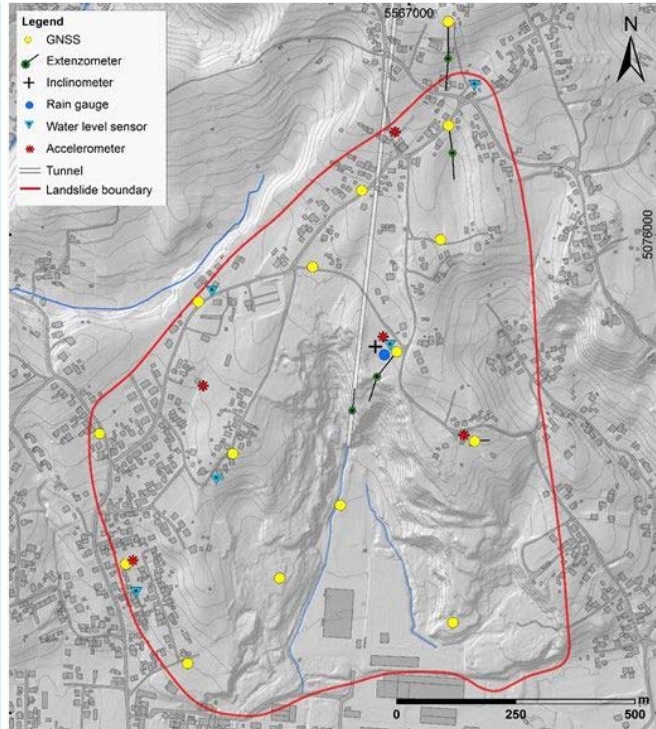 Legend
GNSS
Extenzometer
Inclinometer
Rain gauge
Water level sensor
Accelerometer
Tunnel
Landslide boundary
5567000
N
5076000
0 250 500 m